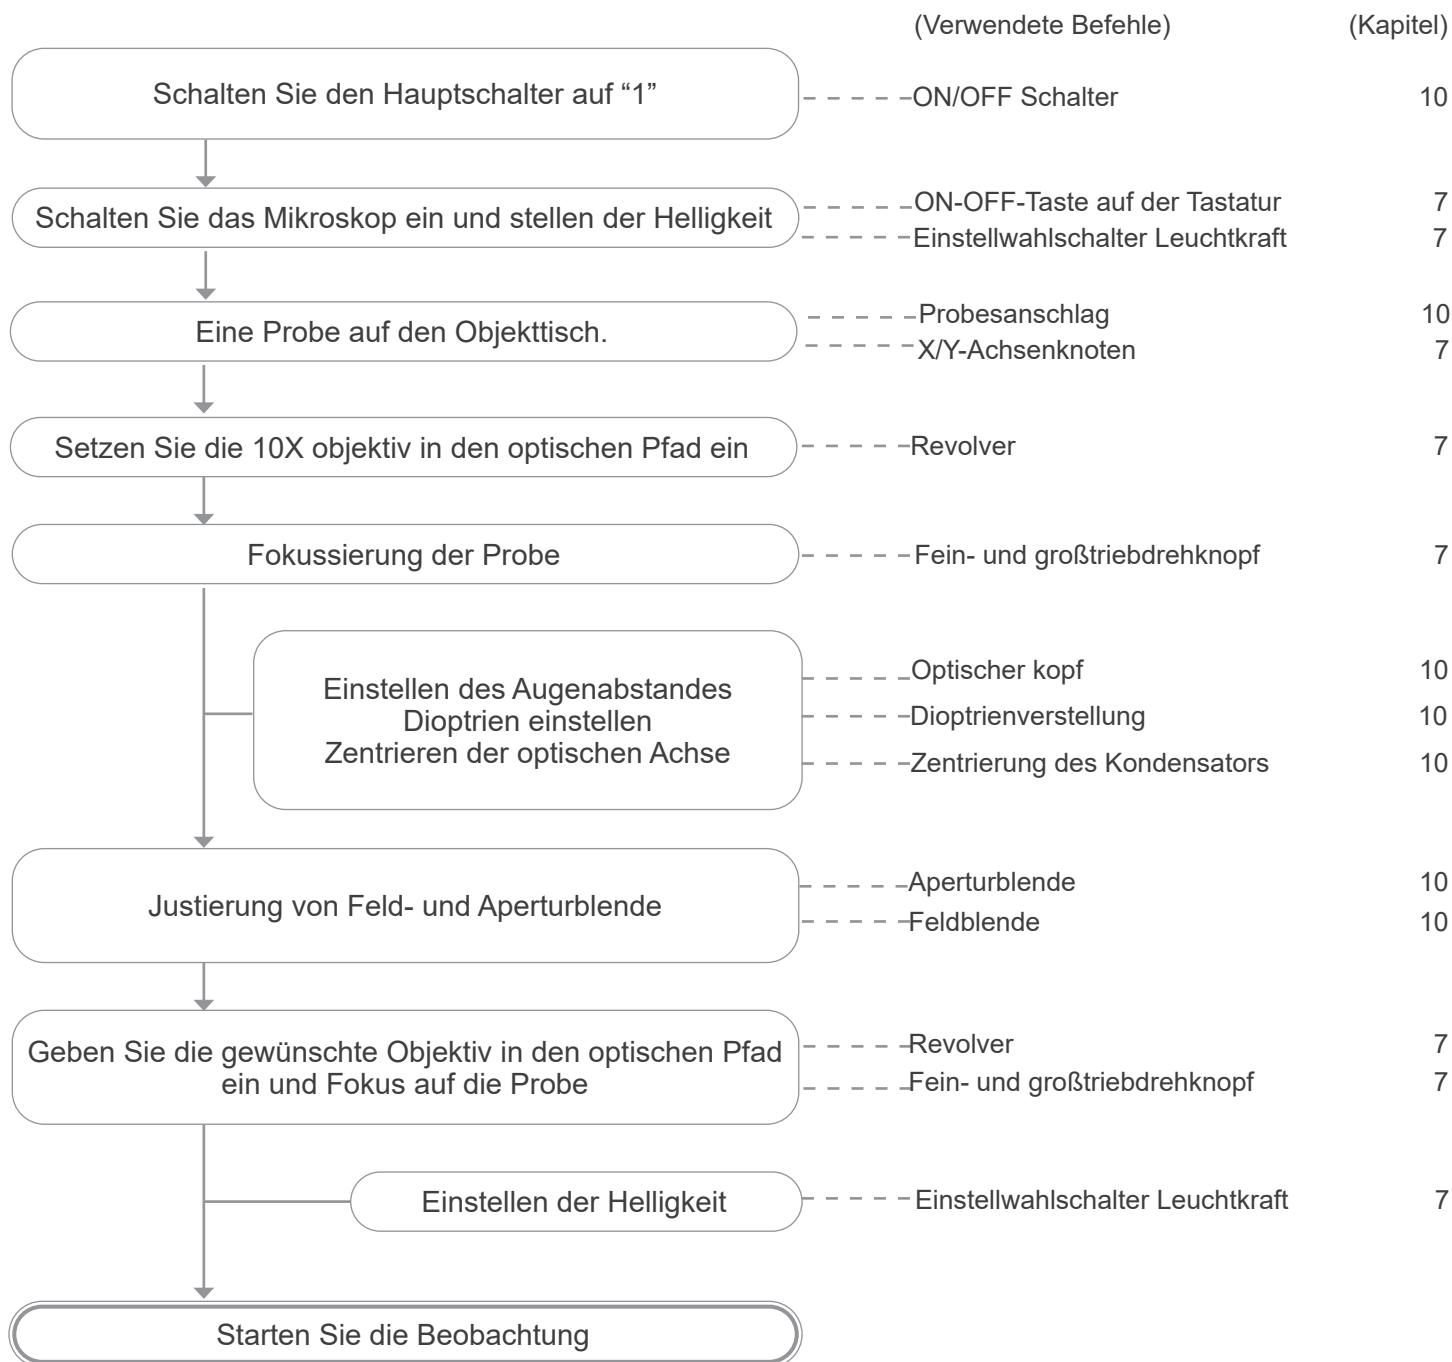 (Verwendete Befehle) (Kapitel)
Schalten Sie den Hauptschalter auf “1” ON/OFF Schalter 10
Schalten Sie das Mikroskop ein und stellen der Helligkeit
ON-OFF-Taste auf der Tastatur 7
Einstellwahlschalter Leuchtkraft 7
Eine Probe auf den Objekttisch.
Probesanschlag 10
X/Y-Achsenknoten 7
Setzen Sie die 10X objektiv in den optischen Pfad ein Revolver 7
Fokussierung der Probe Fein- und großtriebdrehknopf 7
Einstellen des Augenabstandes
Dioptrien einstellen
Zentrieren der optischen Achse
Optischer kopf 10
Dioptrienverstellung 10
Zentrierung des Kondensators 10
Justierung von Feld- und Aperturblende
Aperturblende 10
Feldblende 10
Geben Sie die gewünschte Objektiv in den optischen Pfad
ein und Fokus auf die Probe
Revolver 7
Fein- und großtriebdrehknopf 7
Einstellen der Helligkeit Einstellwahlschalter Leuchtkraft 7
Starten Sie die Beobachtung